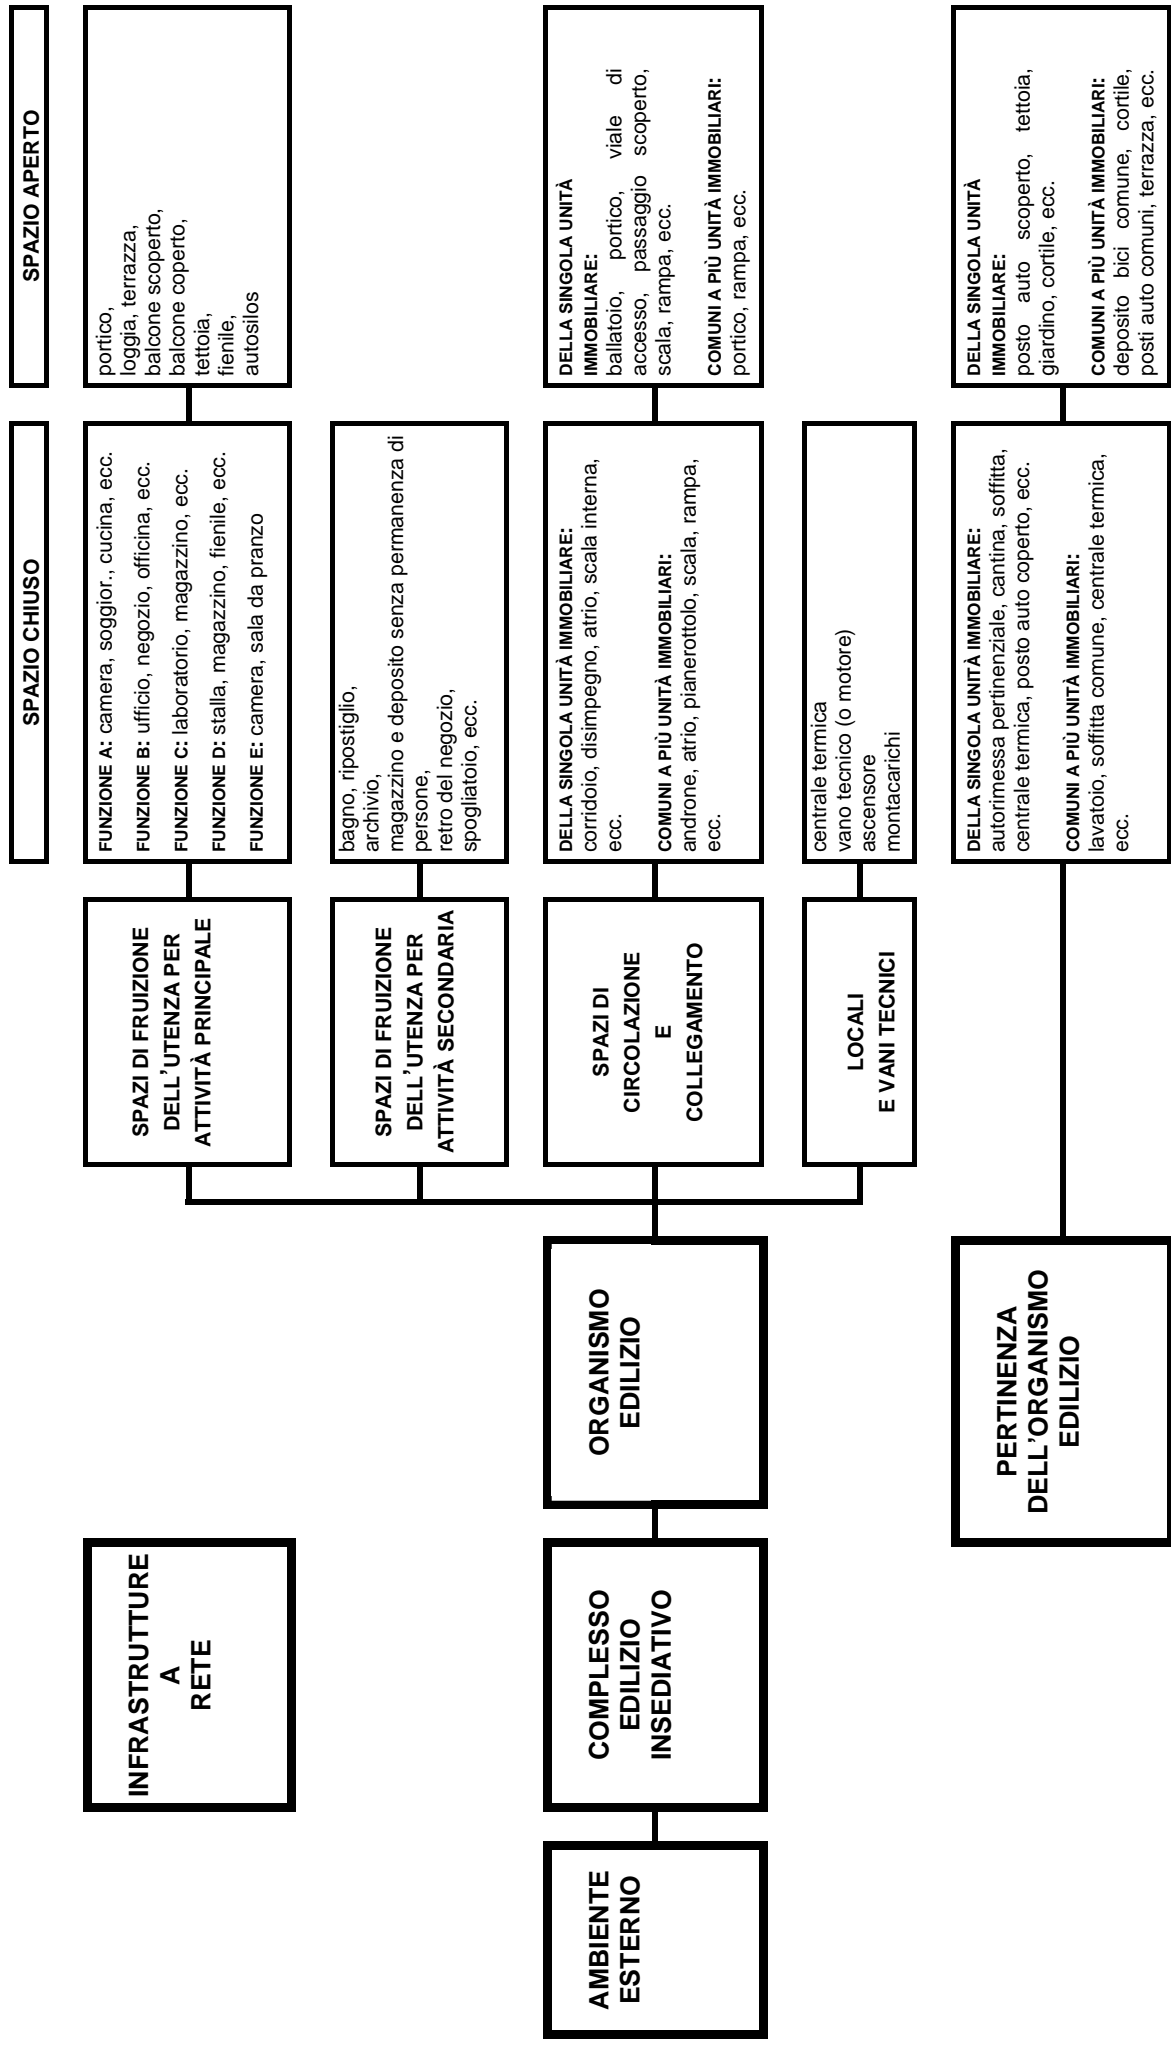 SPAZIO CHIUSO
SPAZIO APERTO
INFRASTRUTTURE
A
RETE
SPAZI DI FRUIZIONE
DELL'UTENZA PER
ATTIVITÀ PRINCIPALE
FUNZIONE A: camera, soggior., cucina, ecc.
FUNZIONE B: ufficio, negozio, officina, ecc.
FUNZIONE C: laboratorio, magazzino, ecc.
FUNZIONE D: stalla, magazzino, fienile, ecc.
FUNZIONE E: camera, sala da pranzo
portico,
loggia, terrazza,
balcone scoperto,
balcone coperto,
tettoia,
fienile,
autosilos
SPAZI DI FRUIZIONE
DELL'UTENZA PER
ATTIVITÀ SECONDARIA
bagno, ripostiglio,
archivio,
magazzino e deposito senza permanenza di
persone,
retro del negozio,
spogliatoio, ecc.
AMBIENTE
ESTERNO
COMPLESSO
EDILIZIO
INSEDIATIVO
ORGANISMO
EDILIZIO
SPAZI DI
CIRCOLAZIONE
E
COLLEGAMENTO
DELLA SINGOLA UNITÀ IMMOBILIARE:
corridoio, disimpegno, atrio, scala interna,
ecc.
COMUNI A PIÙ UNITÀ IMMOBILIARI:
androne, atrio, pianerottolo, scala, rampa,
ecc.
DELLA SINGOLA UNITÀ
IMMOBILIARE:
ballatoio, portico, viale di
accesso, passaggio scoperto,
scala, rampa, ecc.
COMUNI A PIÙ UNITÀ IMMOBILIARI:
portico, rampa, ecc.
LOCALI
E VANI TECNICI
centrale termica
vano tecnico (o motore)
ascensore
montacarichi
PERTINENZA
DELL'ORGANISMO
EDILIZIO
DELLA SINGOLA UNITÀ IMMOBILIARE:
autorimessa pertinenziale, cantina, soffitta,
centrale termica, posto auto coperto, ecc.
COMUNI A PIÙ UNITÀ IMMOBILIARI:
lavatoio, soffitta comune, centrale termica,
ecc.
DELLA SINGOLA UNITÀ
IMMOBILIARE:
posto auto scoperto, tettoia,
giardino, cortile, ecc.
COMUNI A PIÙ UNITÀ IMMOBILIARI:
deposito bici comune, cortile,
posti auto comuni, terrazza, ecc.